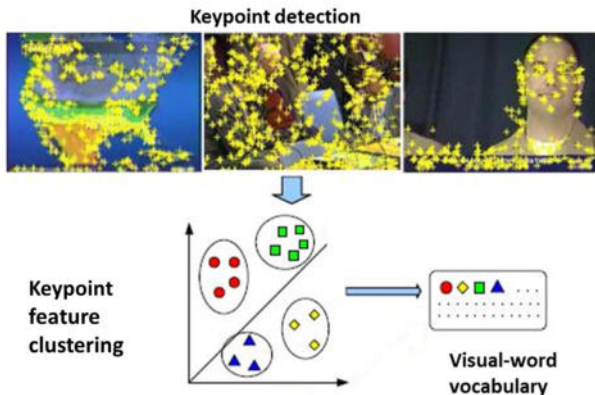 Keypoint detection
Keypoint
feature
clustering
Visual-word
vocabulary